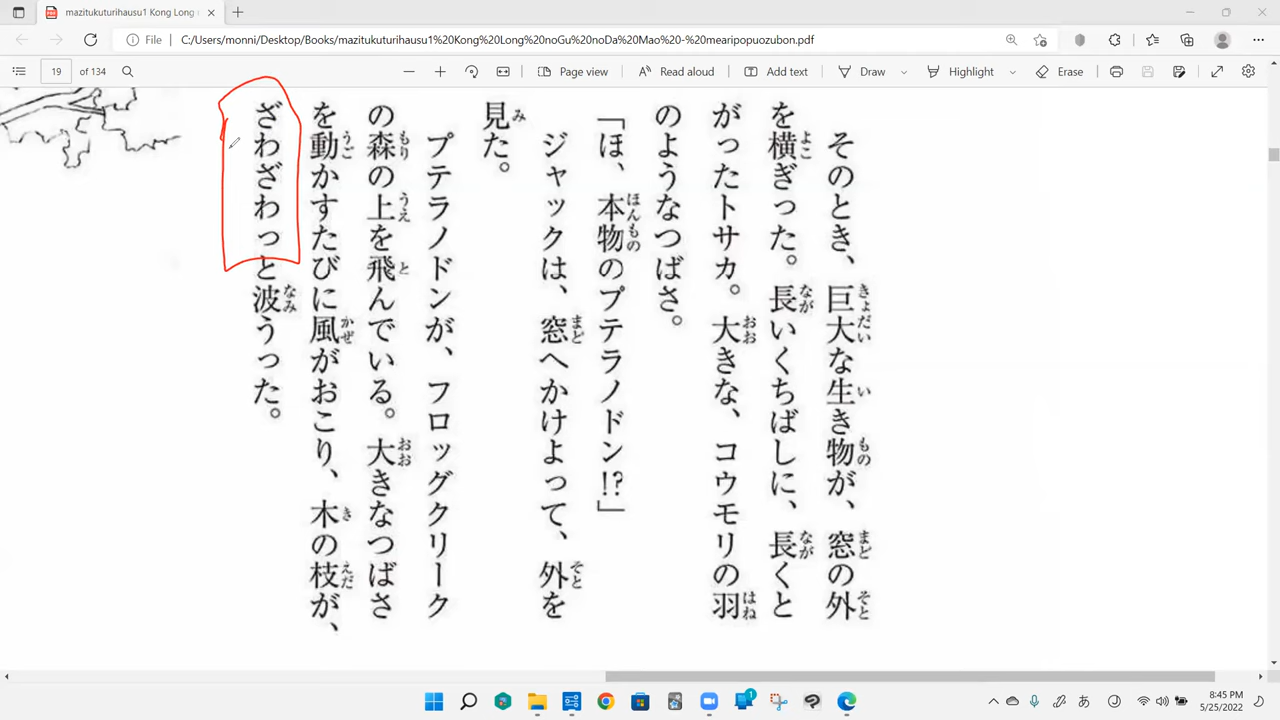 mazitukuturihausu1 Kong Long
File
C:/Users/monni/Desktop/Books/mazitukuturihausu1%20Kong%20Long%20noGu%20noDa%20Mao%20-%20mearipopuozubon.pdf
19 of 134
Page view
Read aloud
Add text
Draw
Highlight
Erase
そのとき、巨大な生き物が、窓の外
を横ぎった。長いくちばしに、長くと
がったトサカ。大きな、コウモリの羽
のようなつばさ。
「ほ、本物のプテラノドン!?」
ジャックは、窓へかけよって、外を
見た。
プテラノドンが、フロッグクリーク
の森の上を飛んでいる。大きなつばさ
を動かすたびに風がおこり、木の枝が、
ざわざわっと波うった。
1
あ
8:45 PM